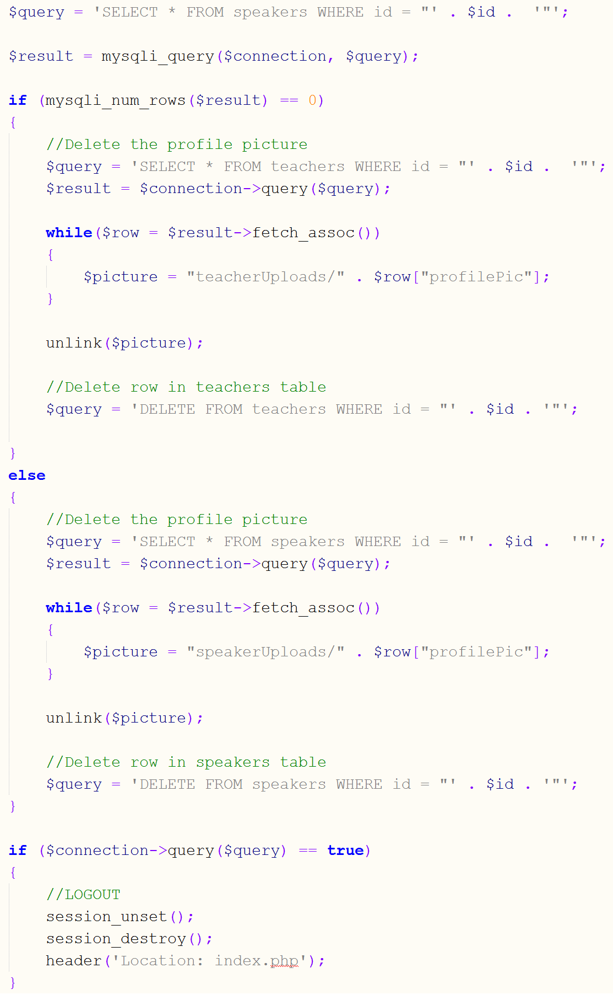 $query = 'SELECT * FROM speakers WHERE id = "' . $id .  '"';

$result = mysqli_query($connection, $query);

if (mysqli_num_rows($result) == 0)
{
    //Delete the profile picture
    $query = 'SELECT * FROM teachers WHERE id = "' . $id .  '"';
    $result = $connection->query($query);

    while($row = $result->fetch_assoc())
    {
        $picture = "teacherUploads/" . $row["profilePic"];
    }

    unlink($picture);

    //Delete row in teachers table
    $query = 'DELETE FROM teachers WHERE id = "' . $id . '"';

}
else
{
    //Delete the profile picture
    $query = 'SELECT * FROM speakers WHERE id = "' . $id .  '"';
    $result = $connection->query($query);

    while($row = $result->fetch_assoc())
    {
        $picture = "speakerUploads/" . $row["profilePic"];
    }

    unlink($picture);

    //Delete row in speakers table
    $query = 'DELETE FROM speakers WHERE id = "' . $id . '"';
}

if ($connection->query($query) == true)
{
    //LOGOUT
    session_unset();
    session_destroy();
    header('Location: index.php');
}